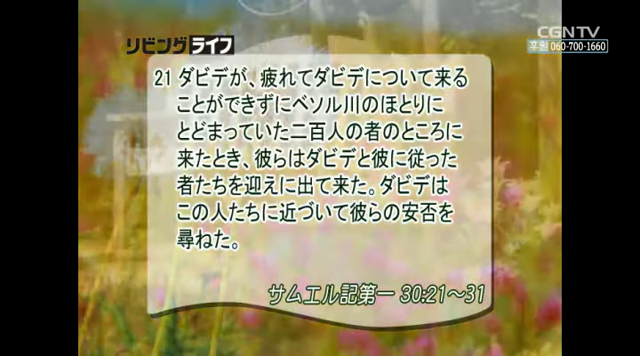 CGNTV
후원 060-700-1660
リビングライフ
21 ダビデが、疲れてダビデについて来る
ことができずにベソル川のほとりに
とどまっていた二百人の者のところに
来たとき、彼らはダビデと彼に従った
者たちを迎えに出て来た。ダビデは
この人たちに近づいて彼らの安否を
尋ねた。
サムエル記第一 30:21～31